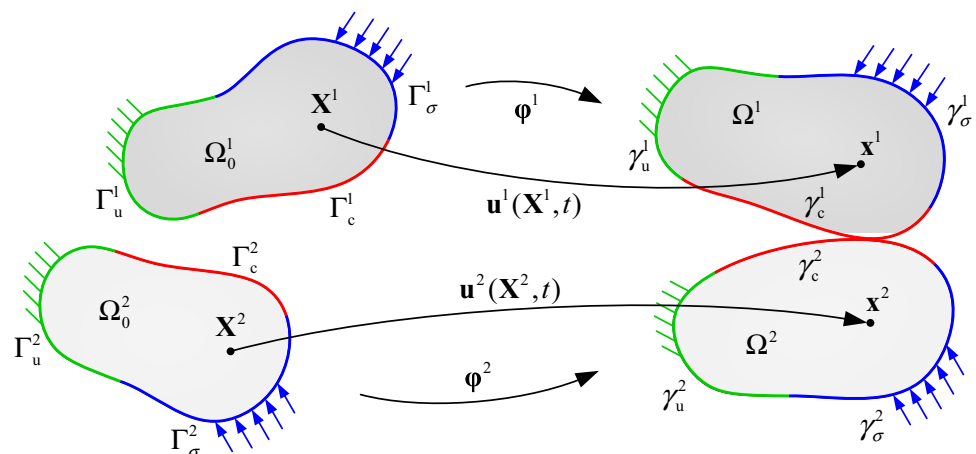 Γ_σ^1
X^1
φ^1
Ω^1
γ_σ^1
Ω_0^1
γ_u^1
x^1
Γ_u^1
Γ_c^1
u^1(X^1,t)
γ_c^1
Γ_c^2
γ_c^2
u^2(X^2,t)
Ω_0^2
X^2
x^2
Γ_u^2
Ω^2
φ^2
γ_u^2
Γ_σ^2
γ_σ^2